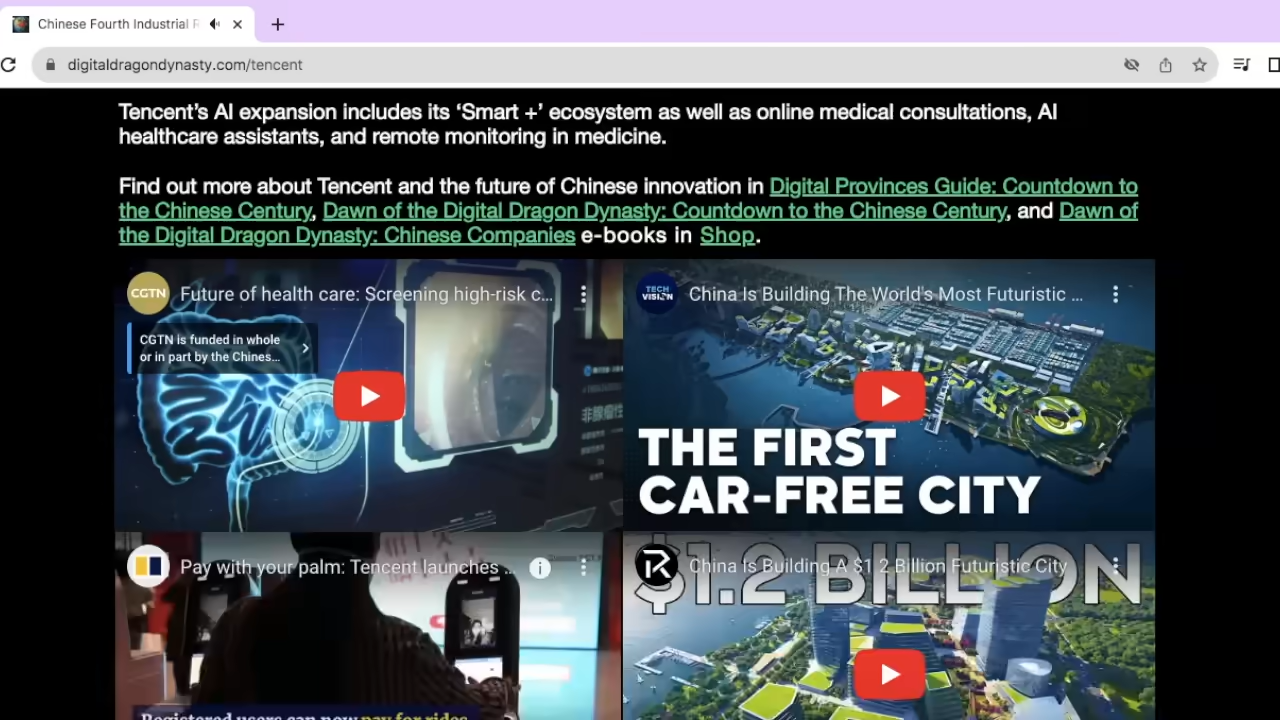 Chinese Fourth Industrial R
digitaldragondynasty.com/tencent
Tencent's AI expansion includes its ‘Smart +’ ecosystem as well as online medical consultations, AI
healthcare assistants, and remote monitoring in medicine.
Find out more about Tencent and the future of Chinese innovation in Digital Provinces Guide: Countdown to
the Chinese Century, Dawn of the Digital Dragon Dynasty: Countdown to the Chinese Century, and Dawn of
the Digital Dragon Dynasty: Chinese Companies e-books in Shop.
CGTN
Future of health care: Screening high-risk c...
CGTN is funded in whole
or in part by the Chines...
TECH
VISION
China Is Building The World's Most Futuristic ...
THE FIRST
CAR-FREE CITY
Pay with your palm: Tencent launches ...
Registered users can now pay for rides
China Is Building A $1 2 Billion Futuristic City
$1.2 BILLION